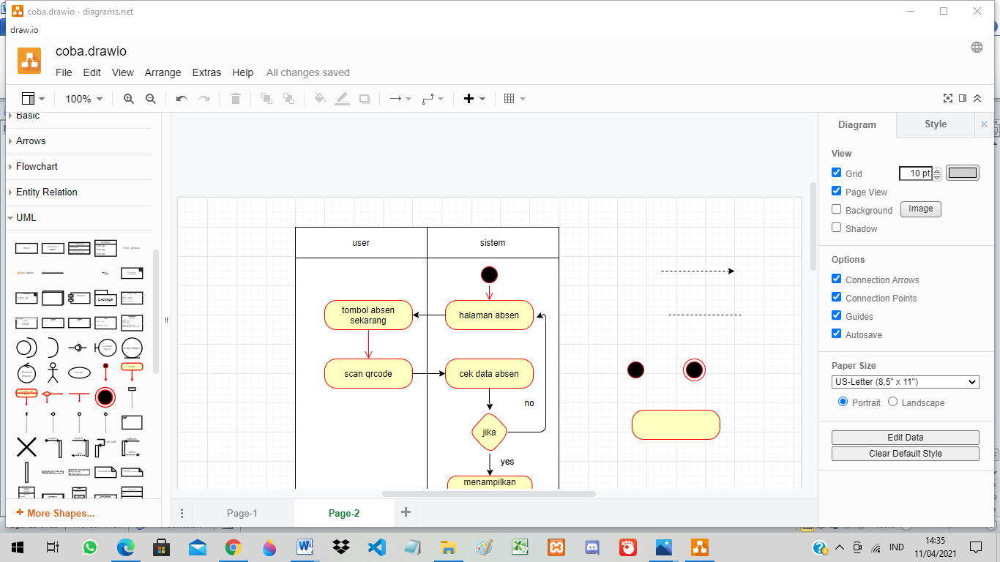 coba.drawio - diagrams.net
draw.io
coba.drawio
File Edit View Arrange Extras Help All changes saved
100%
Basic
Arrows
Flowchart
Entity Relation
UML
Title
package
More Shapes...
user
sistem
tombol absen
sekarang
halaman absen
scan qrcode
cek data absen
no
jika
yes
menampilkan
Page-1
Page-2
Diagram
Style
View
Grid
10 pt
Page View
Background
Image
Shadow
Options
Connection Arrows
Connection Points
Guides
Autosave
Paper Size
US-Letter (8,5" x 11")
Portrait
Landscape
Edit Data
Clear Default Style
IND
14:35
11/04/2021